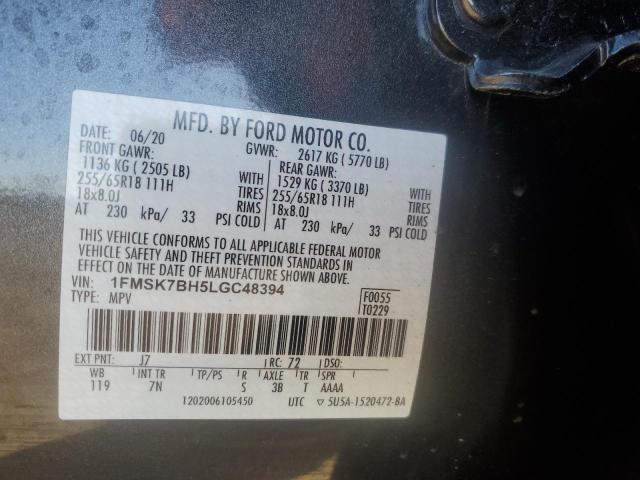 MFD. BY FORD MOTOR CO.
DATE: 06/20 GVWR: 2617 KG ( 5770 LB)
FRONT GAWR: REAR GAWR:
1136 KG ( 2505 LB) WITH 1529 KG ( 3370 LB) WITH
255/65R18 111H TIRES 255/65R18 111H TIRES
18x8.0J RIMS 18x8.0J RIMS
AT 230 kPa/ 33 PSI COLD AT 230 kPa/ 33 PSI COLD
THIS VEHICLE CONFORMS TO ALL APPLICABLE FEDERAL MOTOR
VEHICLE SAFETY AND THEFT PREVENTION STANDARDS IN
EFFECT ON THE DATE OF MANUFACTURE SHOWN ABOVE.
VIN: 1FMSK7BH5LGC48394 F0055
TYPE: MPV T0229
EXT PNT: J7 RC: 72 DSO:
WB INT TR TP/PS R AXLE TR SPR
119 7N S 3B T AAAA
1202006105450 UTC ▽ 5U5A-1520472-BA